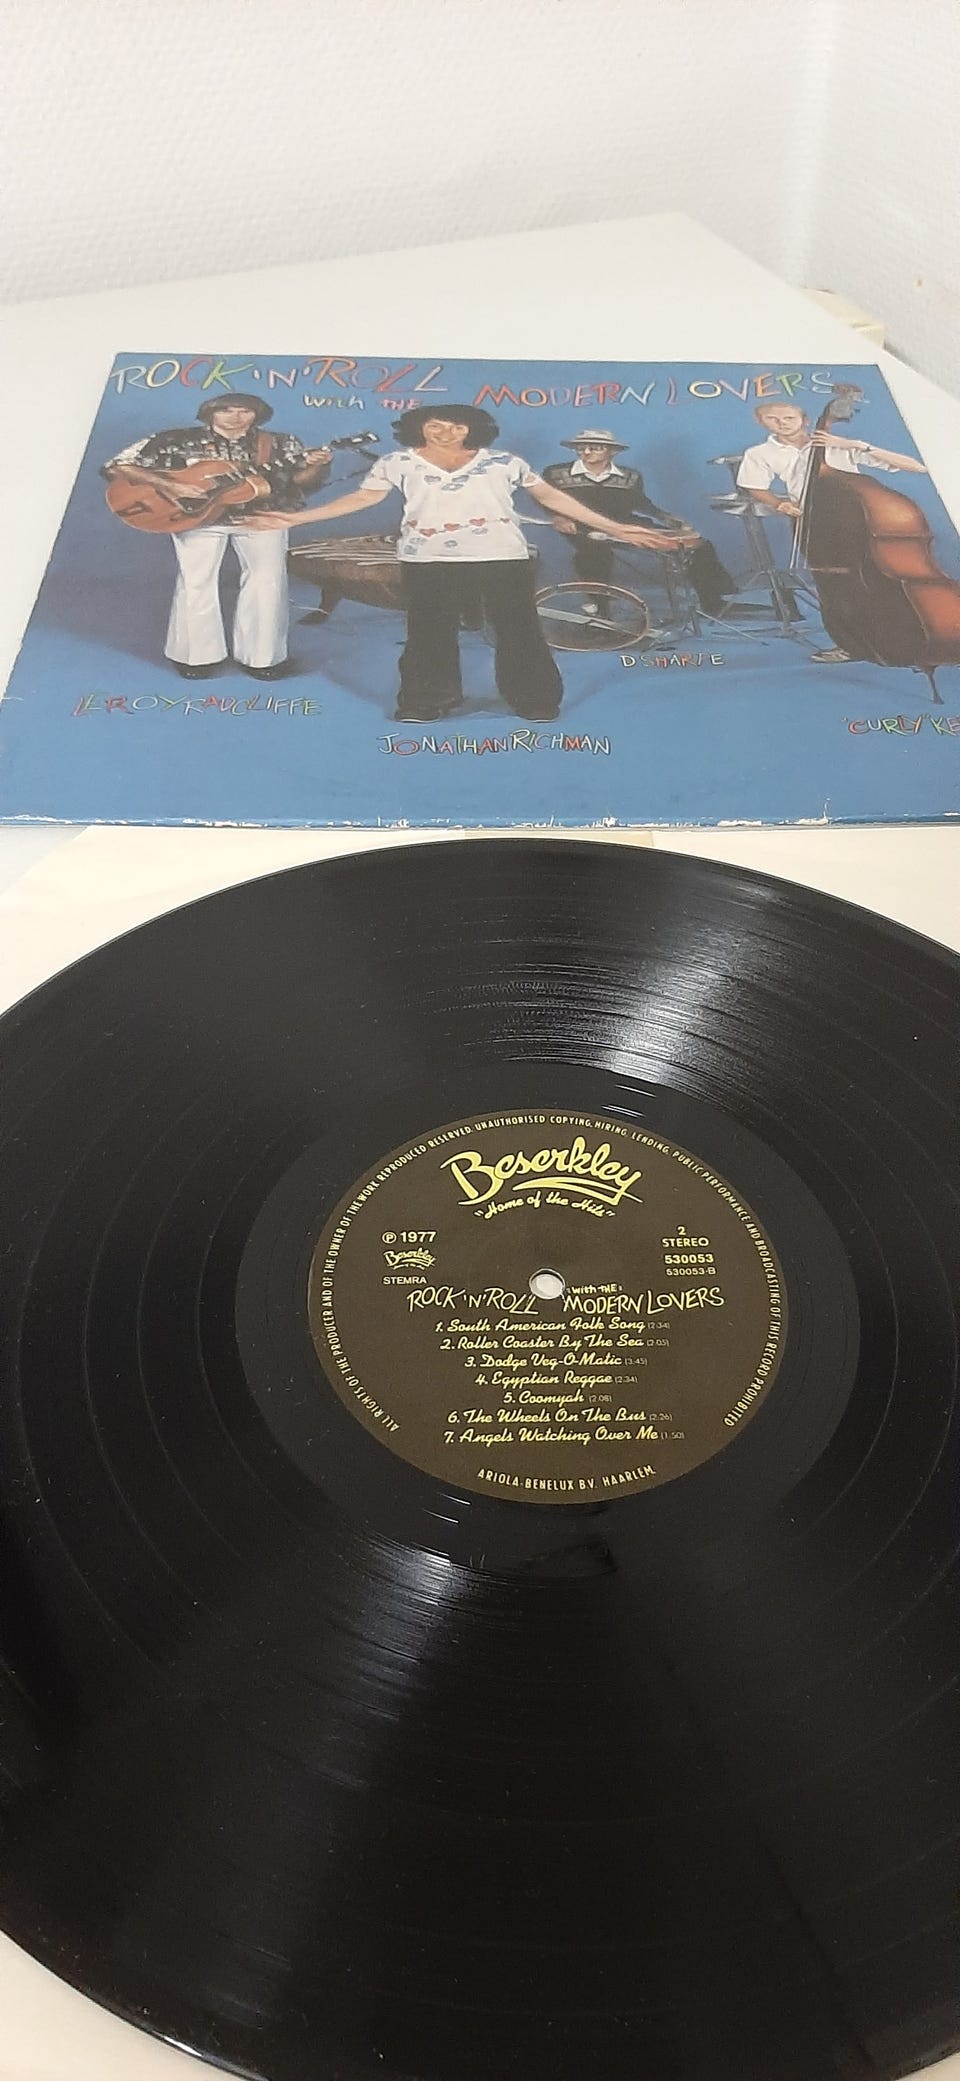 ROCK 'N' ROLL
with the MODERN LOVERS
LEROY RADCLIFFE
D SHARPE
"CURLY" KE
JONATHAN RICHMAN
ALL RIGHTS OF THE PRODUCER AND OF THE OWNER OF THE WORK REPRODUCED RESERVED. UNAUTHORISED COPYING, HIRING, LENDING, PUBLIC PERFORMANCE AND BROADCASTING OF THIS RECORD PROHIBITED
Beserkley
"Home of the Hits"
℗ 1977
Beserkley
STEMRA
2
STEREO
530053
530053-B
ROCK 'N' ROLL with THE MODERN LOVERS
1. South American Folk Song (2:34)
2. Roller Coaster By The Sea (2:05)
3. Dodge Veg-O-Matic (3:45)
4. Egyptian Reggae (2:34)
5. Coomyah (2:08)
6. The Wheels On The Bus (2:26)
7. Angels Watching Over Me (1:50)
ARIOLA-BENELUX B.V. HAARLEM